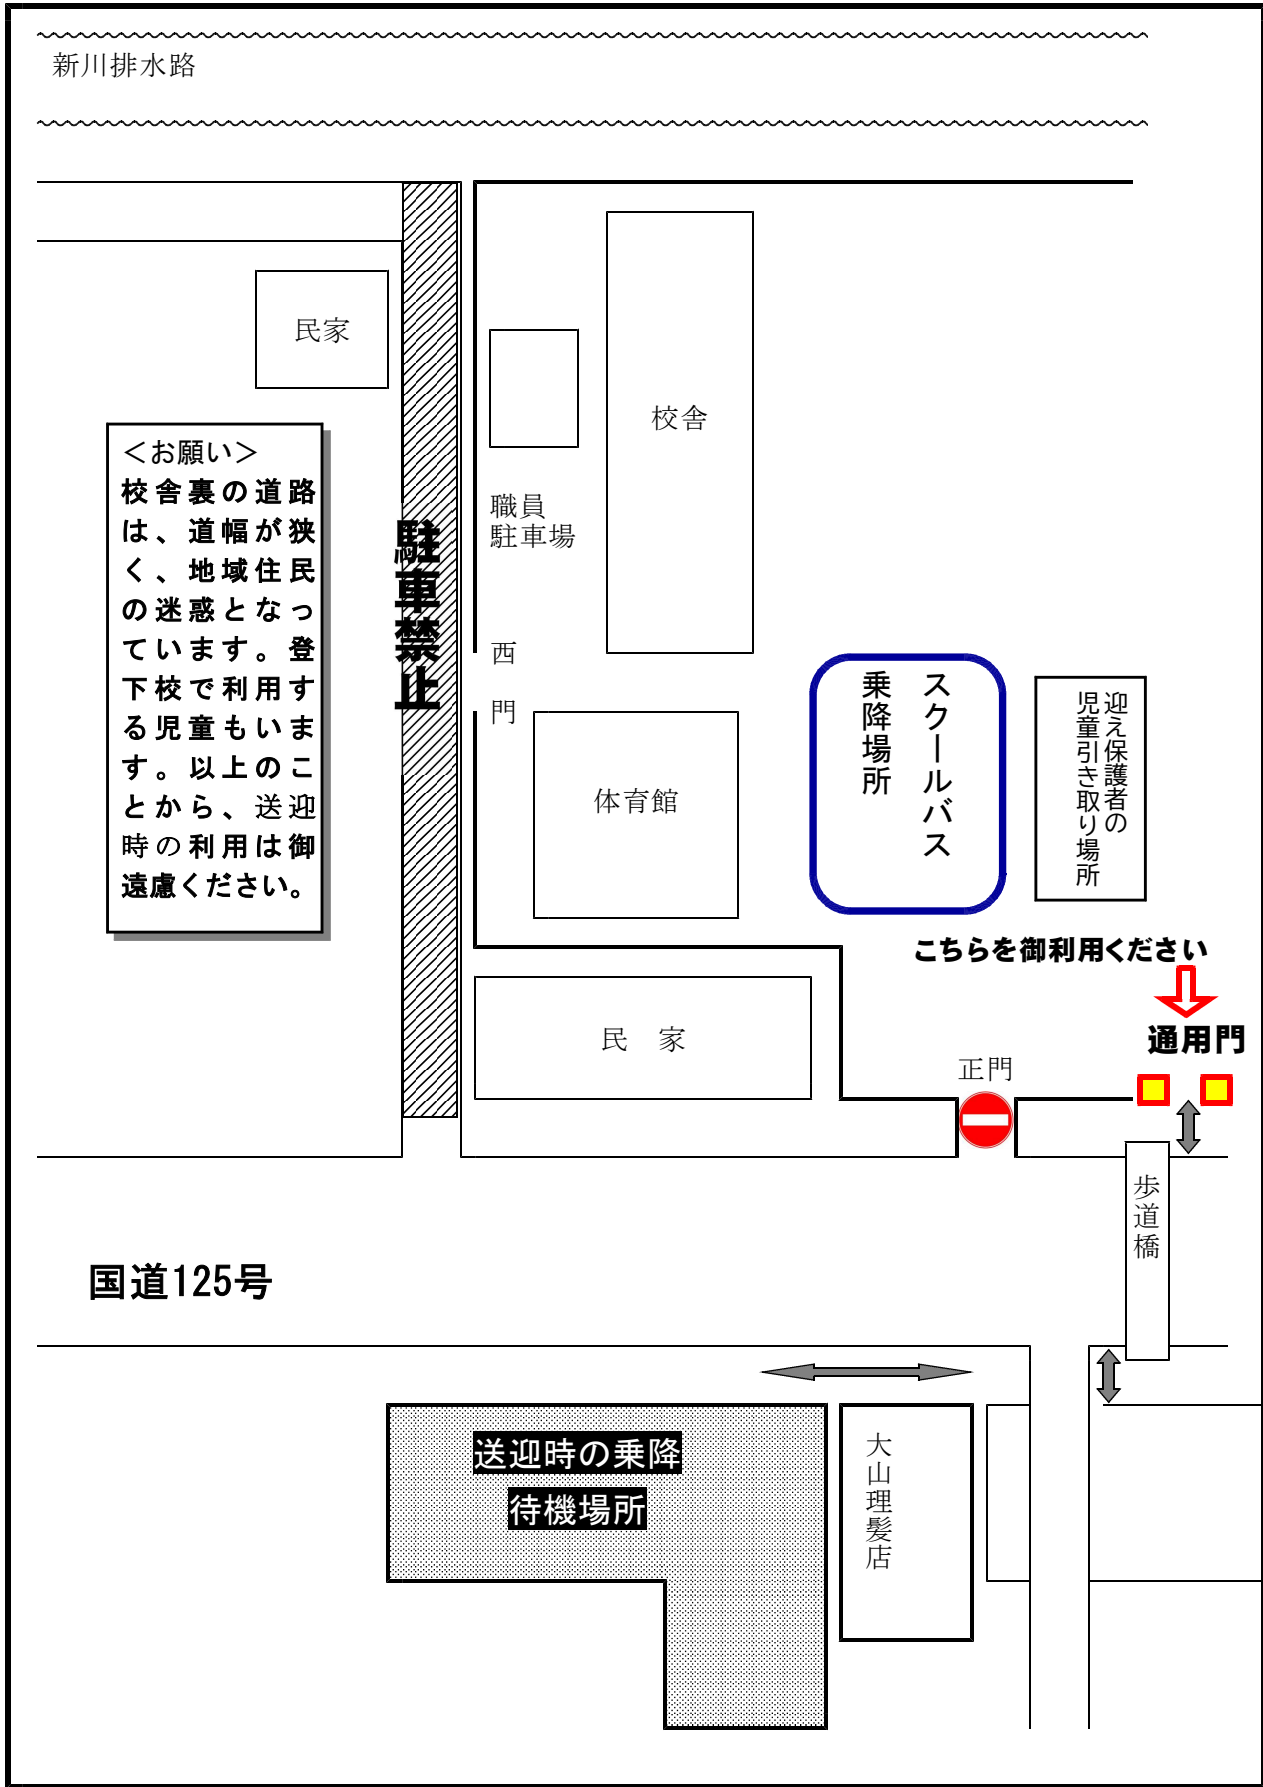 新川排水路
民家
校舎
<お願い>
校舎裏の道路
は、道幅が狭
く、地域住民
の迷惑となっ
ています。登
下校で利用す
る児童もいま
す。以上のこ
とから、送迎
時の利用は御
遠慮ください。
駐車禁止
職員
駐車場
西門
体育館
スクールバス
乗降場所
迎え保護者の
児童引き取り場所
こちらを御利用ください
通用門
民　家
正門
歩道橋
国道125号
送迎時の乗降
待機場所
大山理髪店